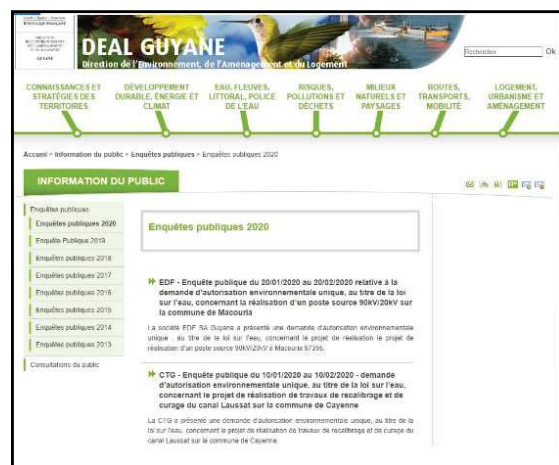 RÉPUBLIQUE FRANÇAISE
DEAL GUYANE
Direction de l'Environnement, de l'Aménagement et du Logement
Rechercher Ok
CONNAISSANCES ET
STRATÉGIES DES
TERRITOIRES
DÉVELOPPEMENT
DURABLE, ÉNERGIE ET
CLIMAT
EAU, FLEUVES,
LITTORAL, POLICE
DE L'EAU
RISQUES,
POLLUTIONS ET
DÉCHETS
MILIEUX
NATURELS ET
PAYSAGES
ROUTES,
TRANSPORTS,
MOBILITÉ
LOGEMENT,
URBANISME ET
AMÉNAGEMENT
Accueil > Information du public > Enquêtes publiques > Enquêtes publiques 2020
INFORMATION DU PUBLIC
Enquêtes publiques
Enquêtes publiques 2020
Enquête Publique 2019
Enquêtes publiques 2018
Enquêtes publiques 2017
Enquêtes publiques 2016
Enquêtes publiques 2015
Enquêtes publiques 2014
Enquêtes publiques 2013
Consultations du public
Enquêtes publiques 2020
EDF - Enquête publique du 20/01/2020 au 20/02/2020 relative à la
demande d'autorisation environnementale unique, au titre de la loi
sur l'eau, concernant la réalisation d'un poste source 90kV/20kV sur
la commune de Macouria
La société EDF SA Guyane a présenté une demande d'autorisation environnementale
unique , au titre de la loi sur l'eau, concernant le projet de réalisation le projet de
réalisation d'un poste source 90kV/20kV à Macouria 97355.
CTG - Enquête publique du 10/01/2020 au 10/02/2020 - demande
d'autorisation environnementale unique, au titre de la loi sur l'eau,
concernant le projet de réalisation de travaux de recalibrage et de
curage du canal Laussat sur la commune de Cayenne
La CTG a présenté une demande d'autorisation environnementale unique, au titre de la
loi sur l'eau, concernant le projet de réalisation de travaux de recalibrage et de curage du
canal Laussat sur la commune de Cayenne